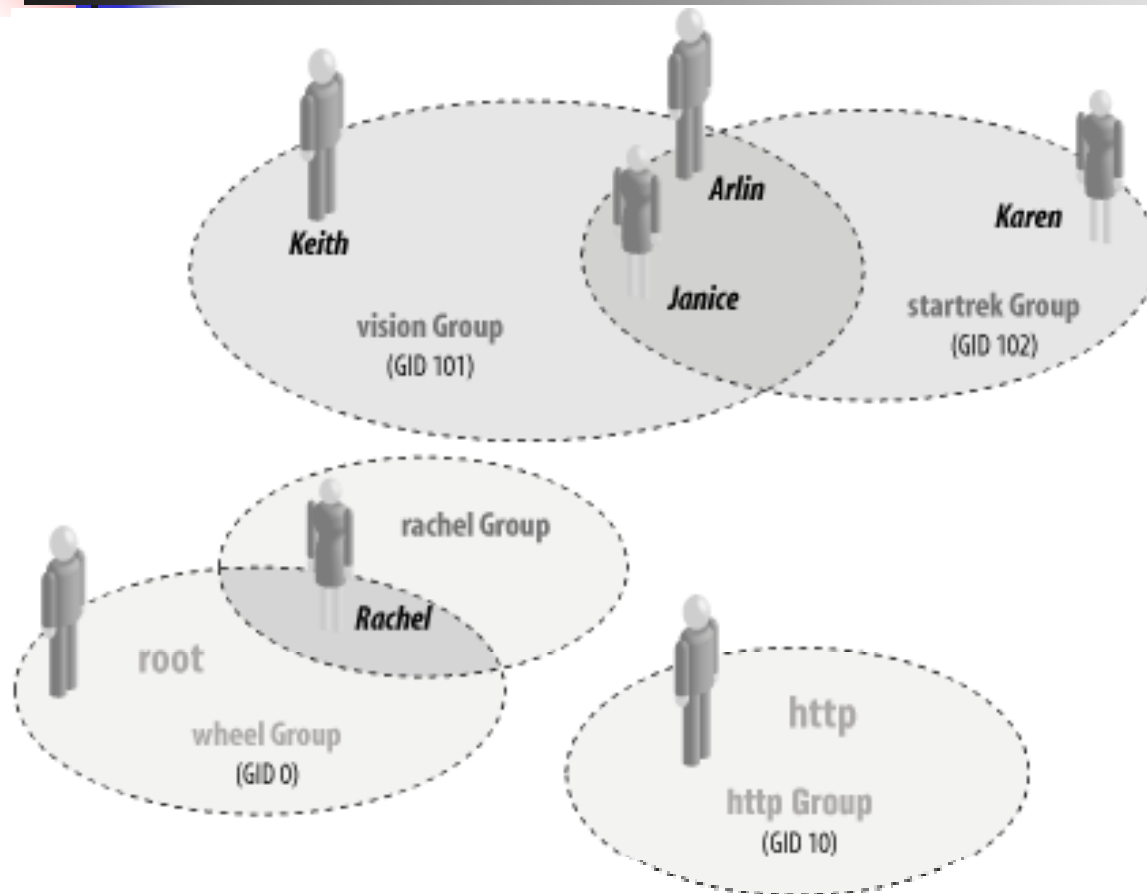 Arlin
Keith
Karen
Janice
vision Group
(GID 101)
startrek Group
(GID 102)
rachel Group
Rachel
root
wheel Group
(GID 0)
http
http Group
(GID 10)